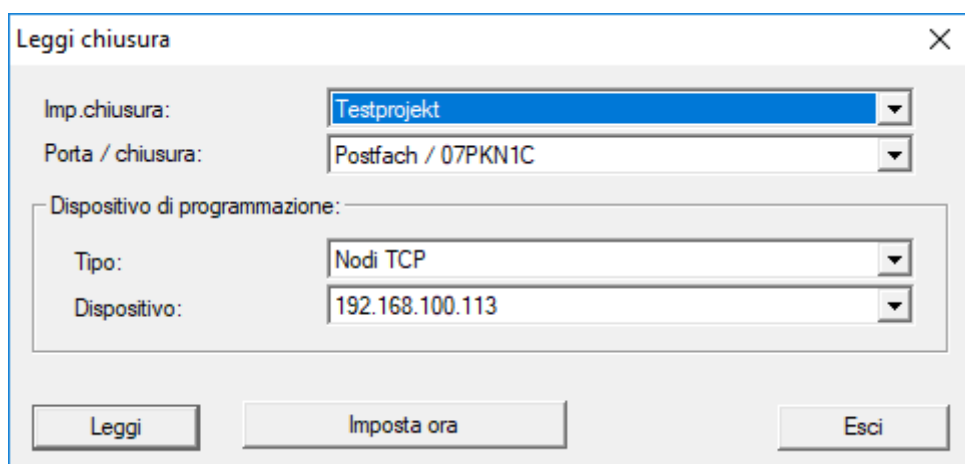 Leggi chiusura
Imp.chiusura: Testprojekt
Porta / chiusura: Postfach / 07PKN1C
Dispositivo di programmazione:
Tipo: Nodi TCP
Dispositivo: 192.168.100.113
Leggi Imposta ora Esci